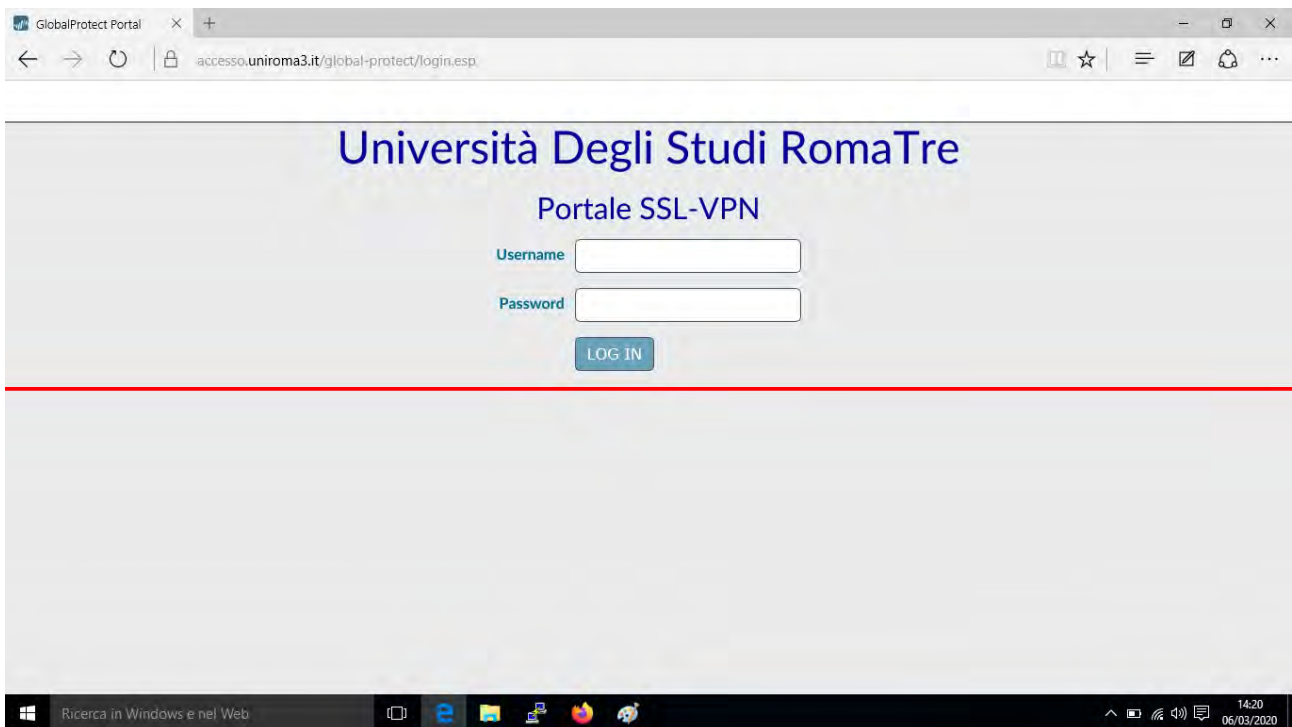 GlobalProtect Portal
accesso.uniroma3.it/global-protect/login.esp
Università Degli Studi RomaTre
Portale SSL-VPN
Username
Password
LOG IN
Ricerca in Windows e nel Web
14:20
06/03/2020